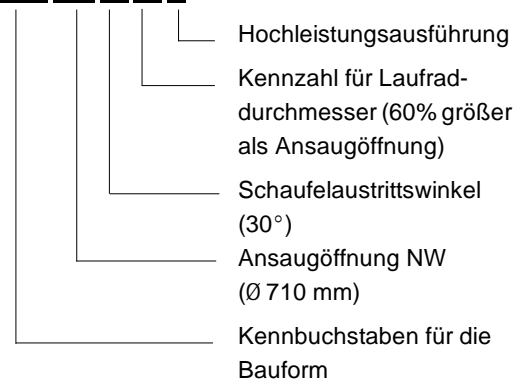 Hochleistungsausführung
Kennzahl für Laufrad-
durchmesser (60% größer
als Ansaugöffnung)
Schaufelaustrittswinkel
(30°)
Ansaugöffnung NW
(Ø 710 mm)
Kennbuchstaben für die
Bauform